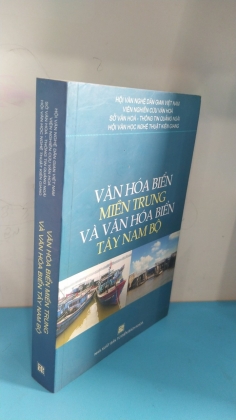 HỘI VĂN NGHỆ DÂN GIAN VIỆT NAM
VIỆN NGHIÊN CỨU VĂN HÓA
SỞ VĂN HOÁ - THÔNG TIN QUẢNG NGÃI
HỘI VĂN HỌC NGHỆ THUẬT KIÊN GIANG
VĂN HÓA BIỂN
MIỀN TRUNG
VÀ VĂN HÓA BIỂN
TÂY NAM BỘ
VĂN HÓA BIỂN MIỀN TRUNG
VÀ VĂN HÓA BIỂN TÂY NAM BỘ